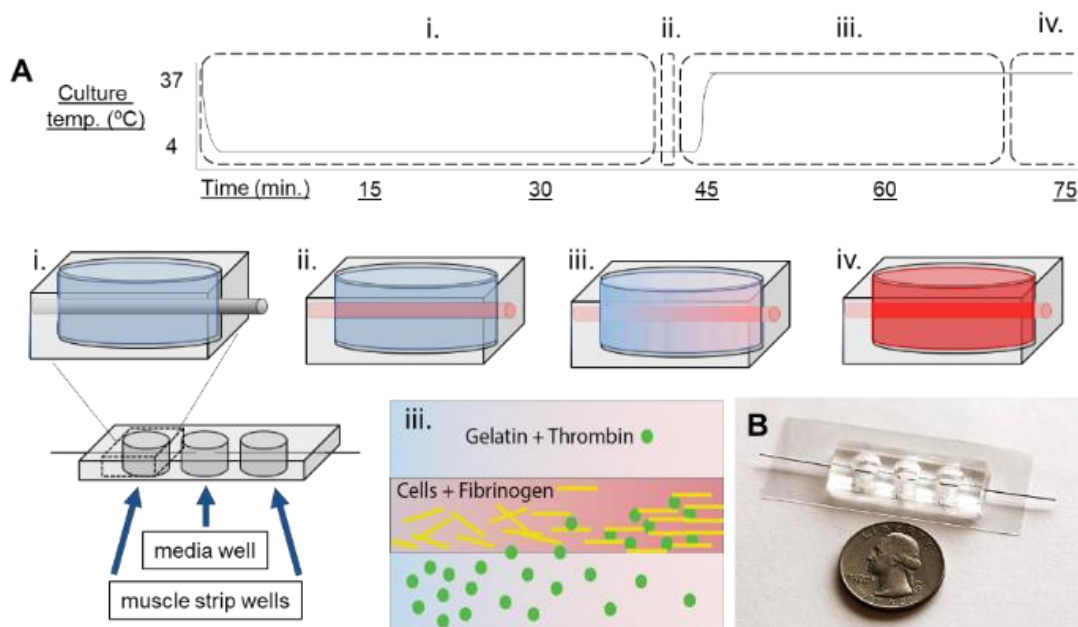 i.
ii.
iii.
iv.
A
37
Culture
temp. (ºC)
4
Time (min.)
15
30
45
60
75
i.
ii.
iii.
iv.
iii.
Gelatin + Thrombin
Cells + Fibrinogen
B
media well
muscle strip wells